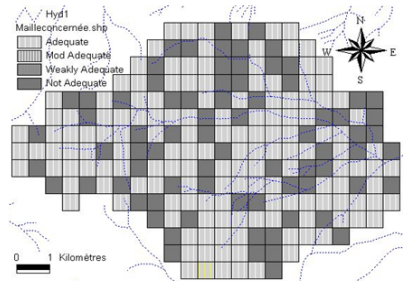 Hyd1
Mailleconcernée.shp
Adequate
Mod Adequate
Weakly Adequate
Not Adequate
N
W
E
S
0 1 Kilomètres